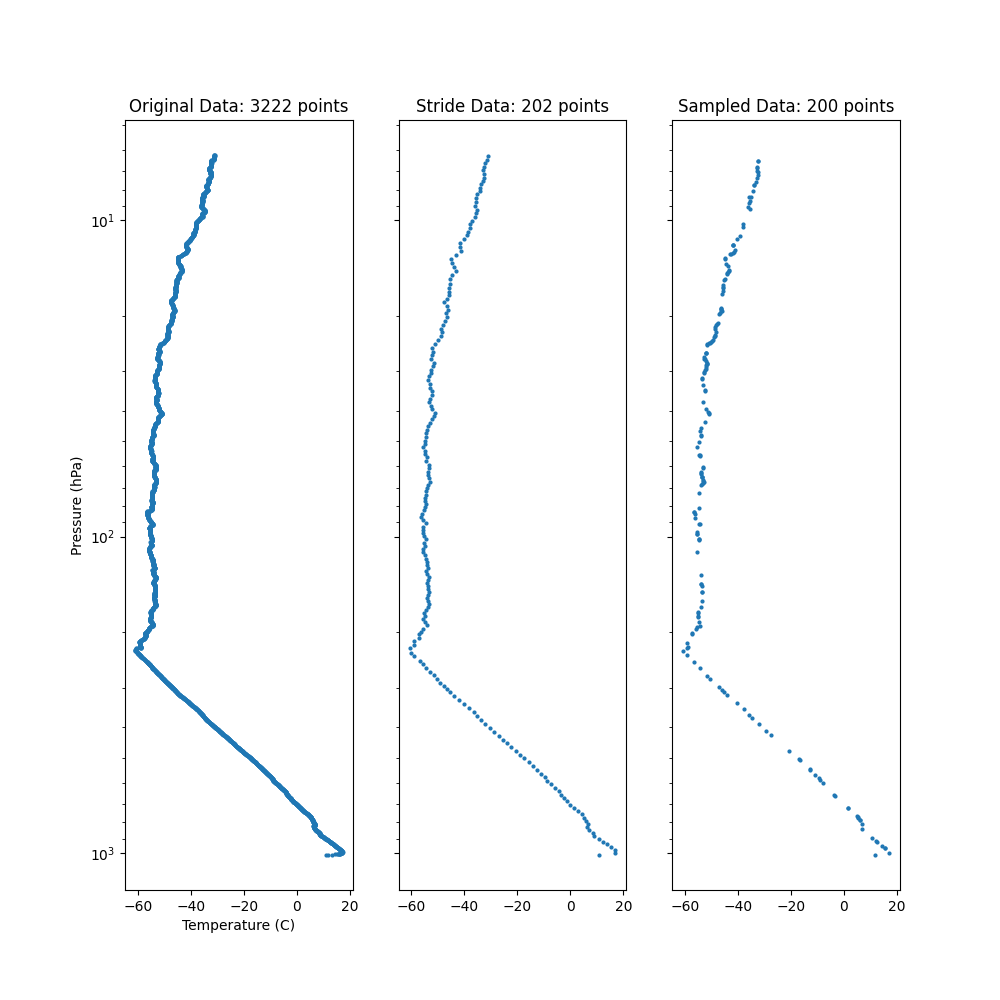 Original Data: 3222 points
Stride Data: 202 points
Sampled Data: 200 points
10¹
10²
10³
Pressure (hPa)
−60 −40 −20 0 20
−60 −40 −20 0 20
−60 −40 −20 0 20
Temperature (C)